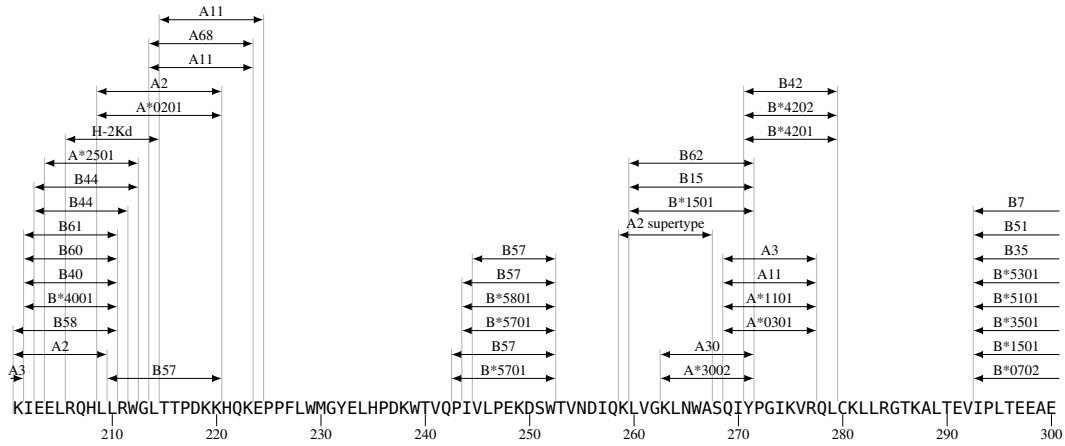 A11
A68
A11
A2 B42
A*0201 B*4202
H-2Kd B*4201
A*2501 B62
B44 B15
B44 B*1501 B7
B61 A2 supertype B51
B60 B57 A3 B35
B40 B57 A11 B*5301
B*4001 B*5801 A*1101 B*5101
B58 B*5701 A*0301 B*3501
A2 B57 A30 B*1501
A3 B57 B*5701 A*3002 B*0702
KIEELRQHLLRWGLTTPDKKHQKEPPFLWMGYELHPDKWTVQPIVLPEKDSWTVNDIQKLVGKLNWASQIYPGIKVRQLCKLLRGTKALTEVIPLTEEAE
210 220 230 240 250 260 270 280 290 300